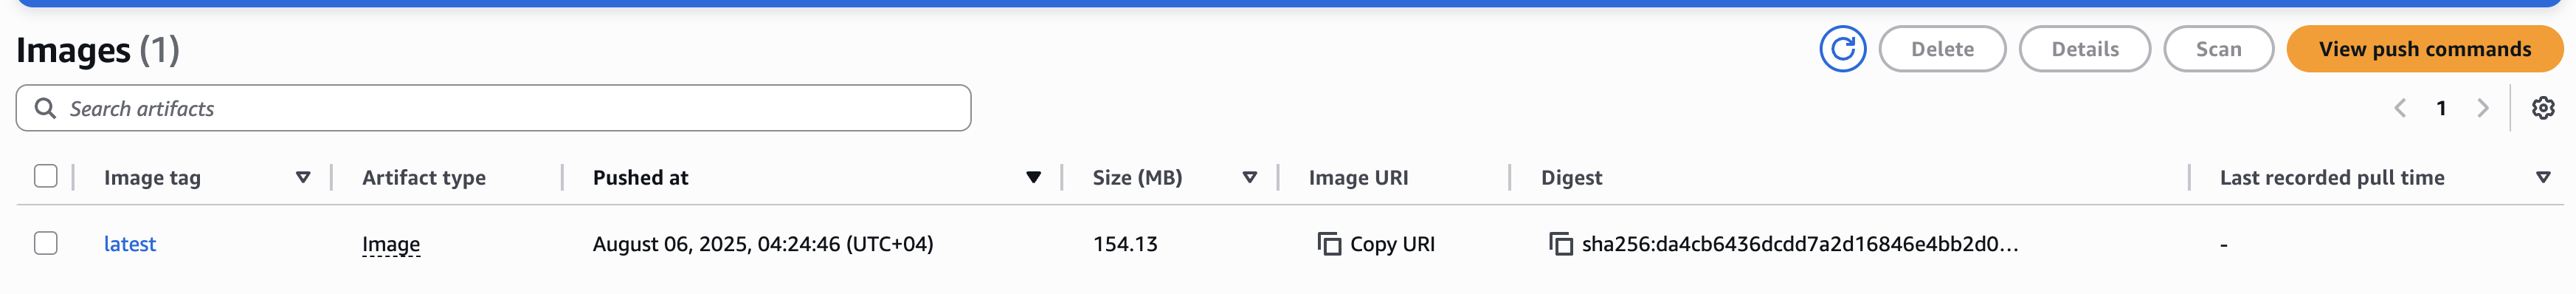 Images (1)
Delete
Details
Scan
View push commands
Search artifacts
1
Image tag Artifact type Pushed at Size (MB) Image URI Digest Last recorded pull time
latest Image August 06, 2025, 04:24:46 (UTC+04) 154.13 Copy URI sha256:da4cb6436dcdd7a2d16846e4bb2d0... -